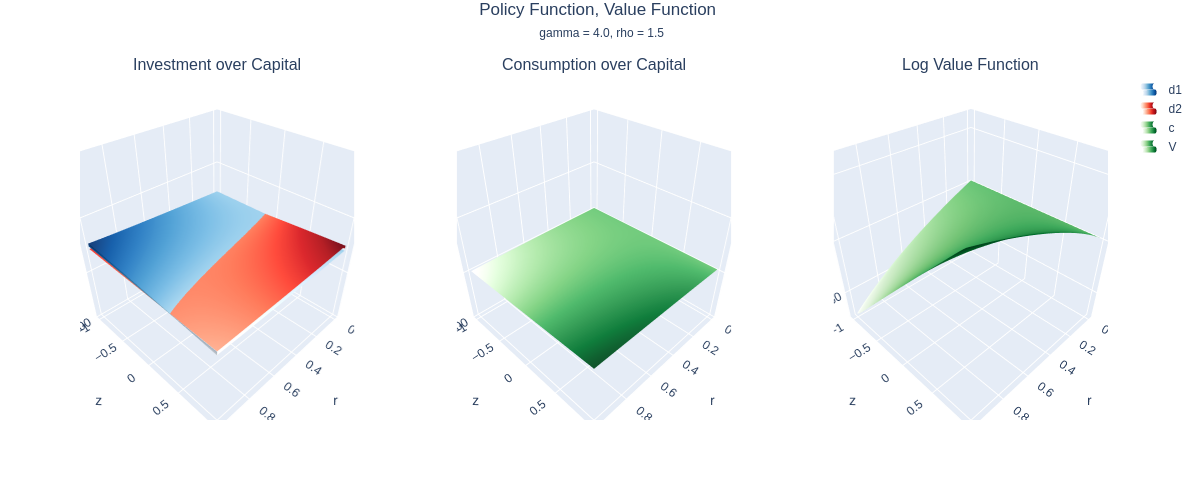 Policy Function, Value Function
gamma = 4.0, rho = 1.5
Investment over Capital
Consumption over Capital
Log Value Function
d1
d2
c
V
−0.5
0
0.5
z
0
0.2
0.4
0.6
0.8
r
−0.5
0
0.5
z
0
0.2
0.4
0.6
0.8
r
−1
−0.5
0
0.5
z
0
0.2
0.4
0.6
0.8
r